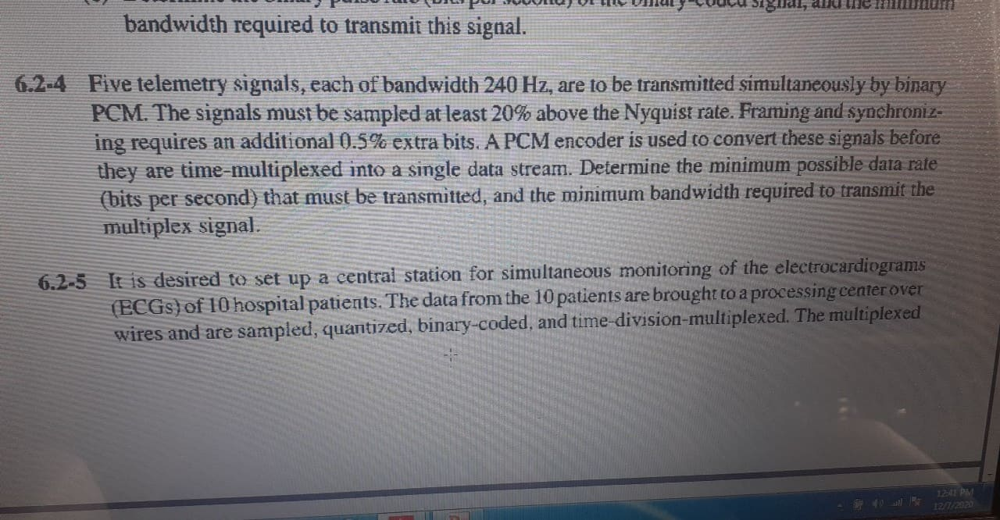 signal, and the minimum
bandwidth required to transmit this signal.
6.2-4 Five telemetry signals, each of bandwidth 240 Hz, are to be transmitted simultaneously by binary
PCM. The signals must be sampled at least 20% above the Nyquist rate. Framing and synchroniz-
ing requires an additional 0.5% extra bits. A PCM encoder is used to convert these signals before
they are time-multiplexed into a single data stream. Determine the minimum possible data rate
(bits per second) that must be transmitted, and the minimum bandwidth required to transmit the
multiplex signal.
6.2-5 It is desired to set up a central station for simultaneous monitoring of the electrocardiograms
(ECGs) of 10 hospital patients. The data from the 10 patients are brought to a processing center over
wires and are sampled, quantized, binary-coded, and time-division-multiplexed. The multiplexed
12:41 PM
12/7/2020